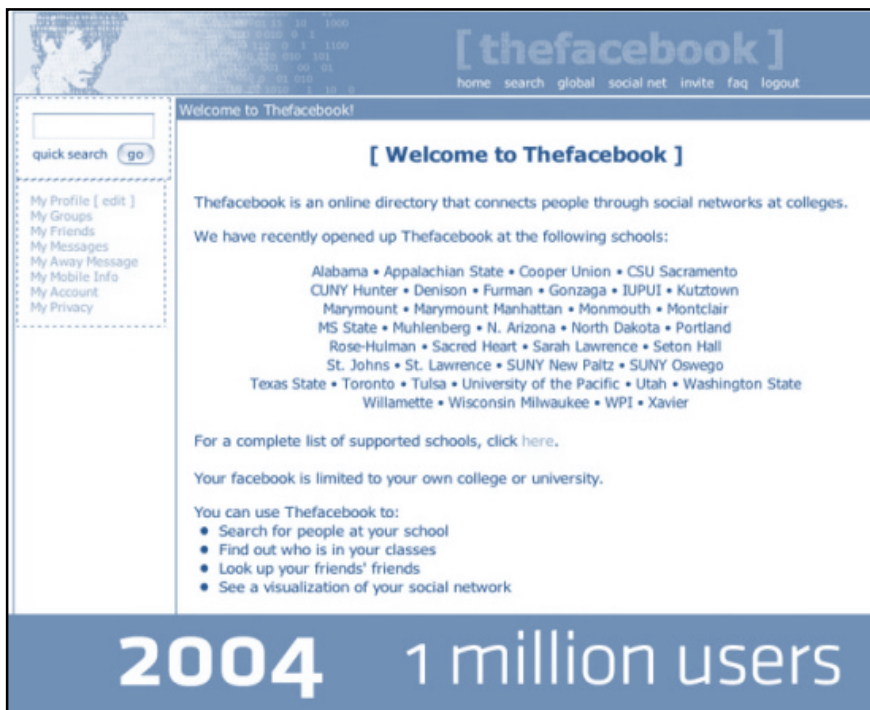 [ thefacebook ]
home search global social net invite faq logout
Welcome to Thefacebook!
quick search go
My Profile [ edit ]
My Groups
My Friends
My Messages
My Away Message
My Mobile Info
My Account
My Privacy
[ Welcome to Thefacebook ]
Thefacebook is an online directory that connects people through social networks at colleges.
We have recently opened up Thefacebook at the following schools:
Alabama • Appalachian State • Cooper Union • CSU Sacramento
CUNY Hunter • Denison • Furman • Gonzaga • IUPUI • Kutztown
Marymount • Marymount Manhattan • Monmouth • Montclair
MS State • Muhlenberg • N. Arizona • North Dakota • Portland
Rose-Hulman • Sacred Heart • Sarah Lawrence • Seton Hall
St. Johns • St. Lawrence • SUNY New Paltz • SUNY Oswego
Texas State • Toronto • Tulsa • University of the Pacific • Utah • Washington State
Willamette • Wisconsin Milwaukee • WPI • Xavier
For a complete list of supported schools, click here.
Your facebook is limited to your own college or university.
You can use Thefacebook to:
• Search for people at your school
• Find out who is in your classes
• Look up your friends' friends
• See a visualization of your social network
2004 1 million users